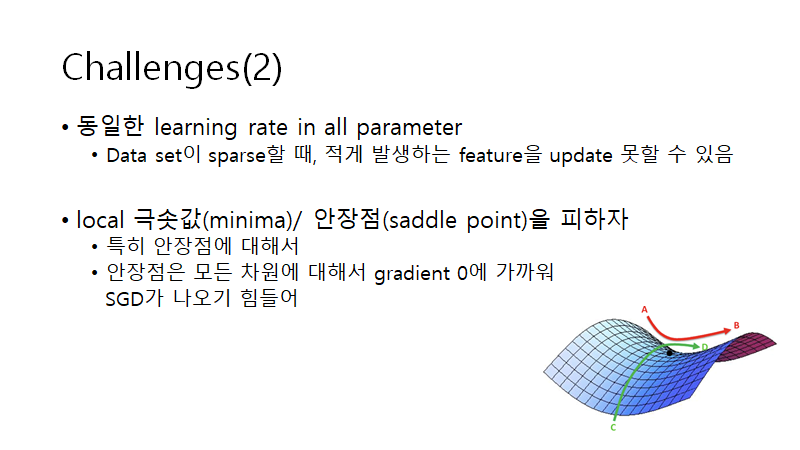 Challenges(2)
• 동일한 learning rate in all parameter
• Data set이 sparse할 때, 적게 발생하는 feature을 update 못할 수 있음
• local 극솟값(minima)/ 안장점(saddle point)을 피하자
• 특히 안장점에 대해서
• 안장점은 모든 차원에 대해서 gradient 0에 가까워
SGD가 나오기 힘들어
A
B
D
C